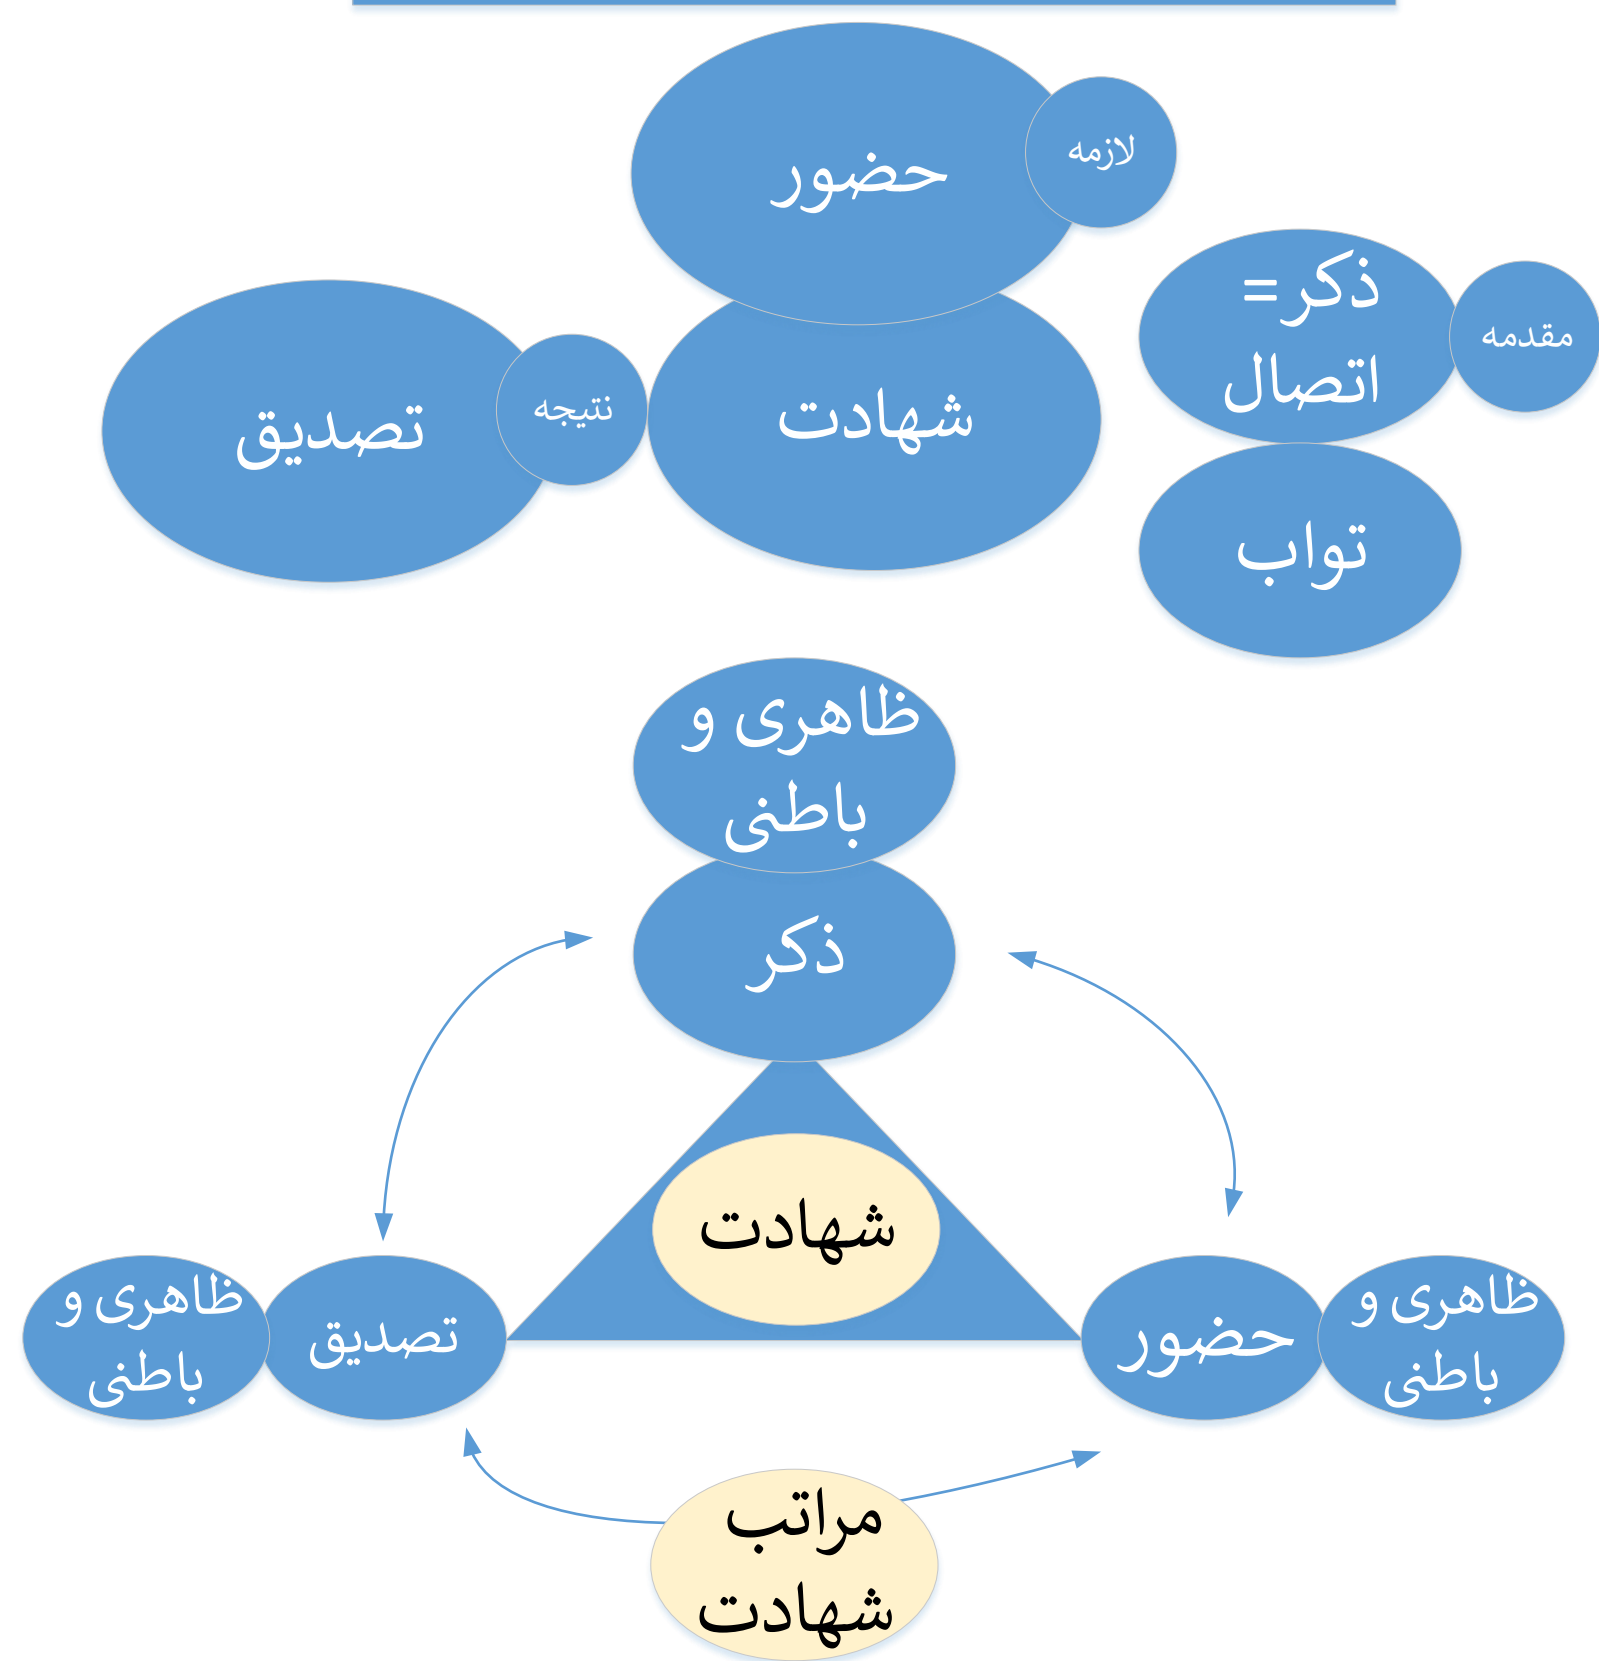 حضور
لازمه
ذکر =
اتصال
مقدمه
شهادت
نتیجه
تصدیق
تواب
ظاهری و
باطنی
ذکر
شهادت
ظاهری و
باطنی
حضور
تصدیق
ظاهری و
باطنی
مراتب
شهادت